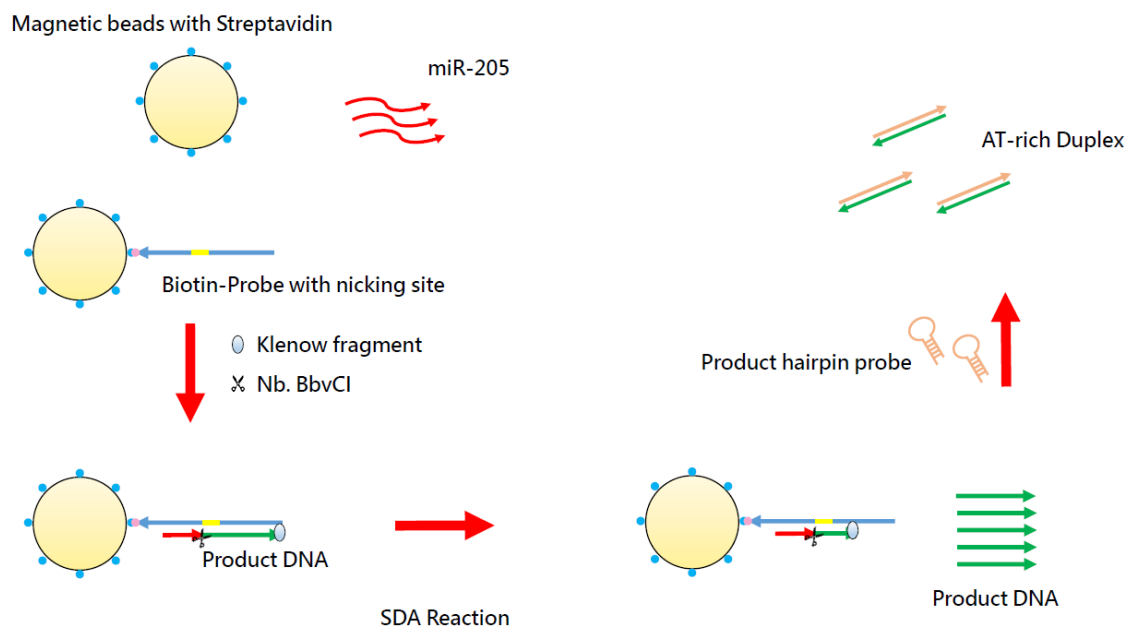 Magnetic beads with Streptavidin
miR-205
AT-rich Duplex
Biotin-Probe with nicking site
Klenow fragment
Nb. BbvCI
Product hairpin probe
Product DNA
SDA Reaction
Product DNA